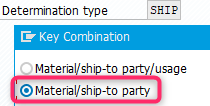 Determination type SHIP
Key Combination
Material/ship-to party/usage
Material/ship-to party